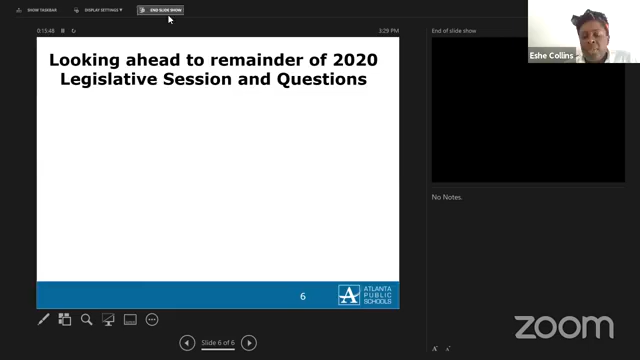 SHOW TASKBAR
DISPLAY SETTINGS ▼
END SLIDE SHOW
0:15:48
3:29 PM
End of slide show
Eshe Collins
Looking ahead to remainder of 2020
Legislative Session and Questions
No Notes.
6
A
ATLANTA
PUBLIC
SCHOOLS
Slide 6 of 6
A
A
zoom